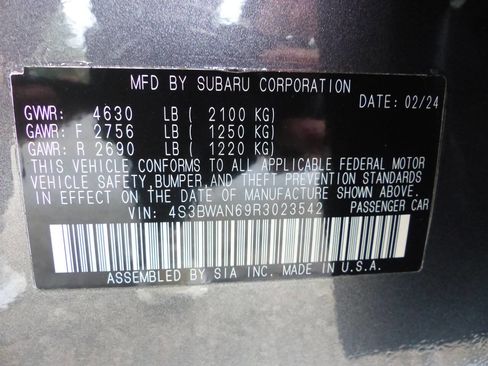 MFD BY SUBARU CORPORATION
DATE: 02/24
GVWR: 4630 LB ( 2100 KG)
GAWR: F 2756 LB ( 1250 KG)
GAWR: R 2690 LB ( 1220 KG)
THIS VEHICLE CONFORMS TO ALL APPLICABLE FEDERAL MOTOR
VEHICLE SAFETY, BUMPER, AND THEFT PREVENTION STANDARDS
IN EFFECT ON THE DATE OF MANUFACTURE SHOWN ABOVE.
VIN: 4S3BWAN69R3023542 PASSENGER CAR
ASSEMBLED BY SIA INC. MADE IN U.S.A.